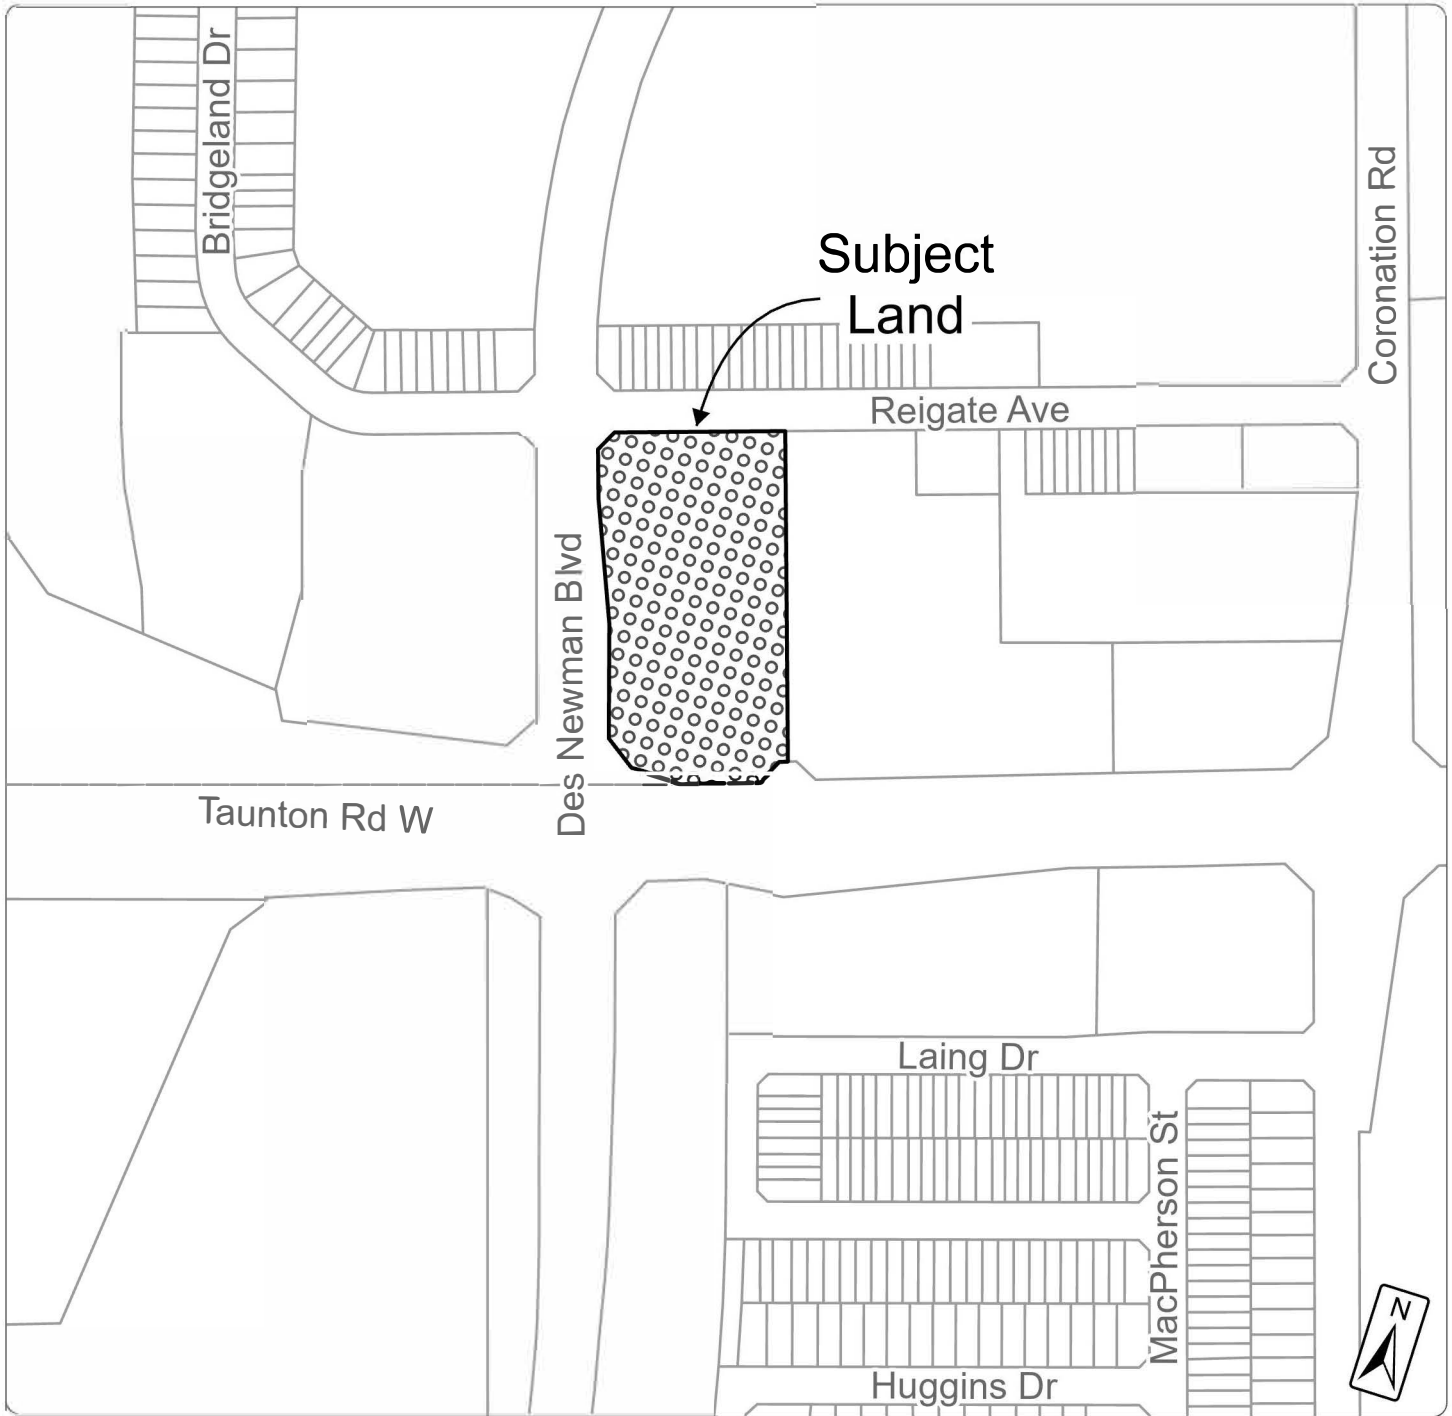 Bridgeland Dr
Coronation Rd
Subject
Land
Reigate Ave
Des Newman Blvd
Taunton Rd W
Laing Dr
MacPherson St
N
Huggins Dr